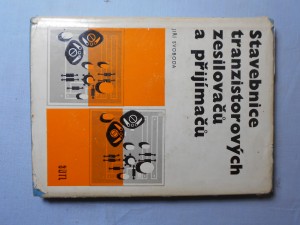 JIŘÍ SVOBODA
Stavebnice
tranzistorových
zesilovačů
a přijímačů
SNTL